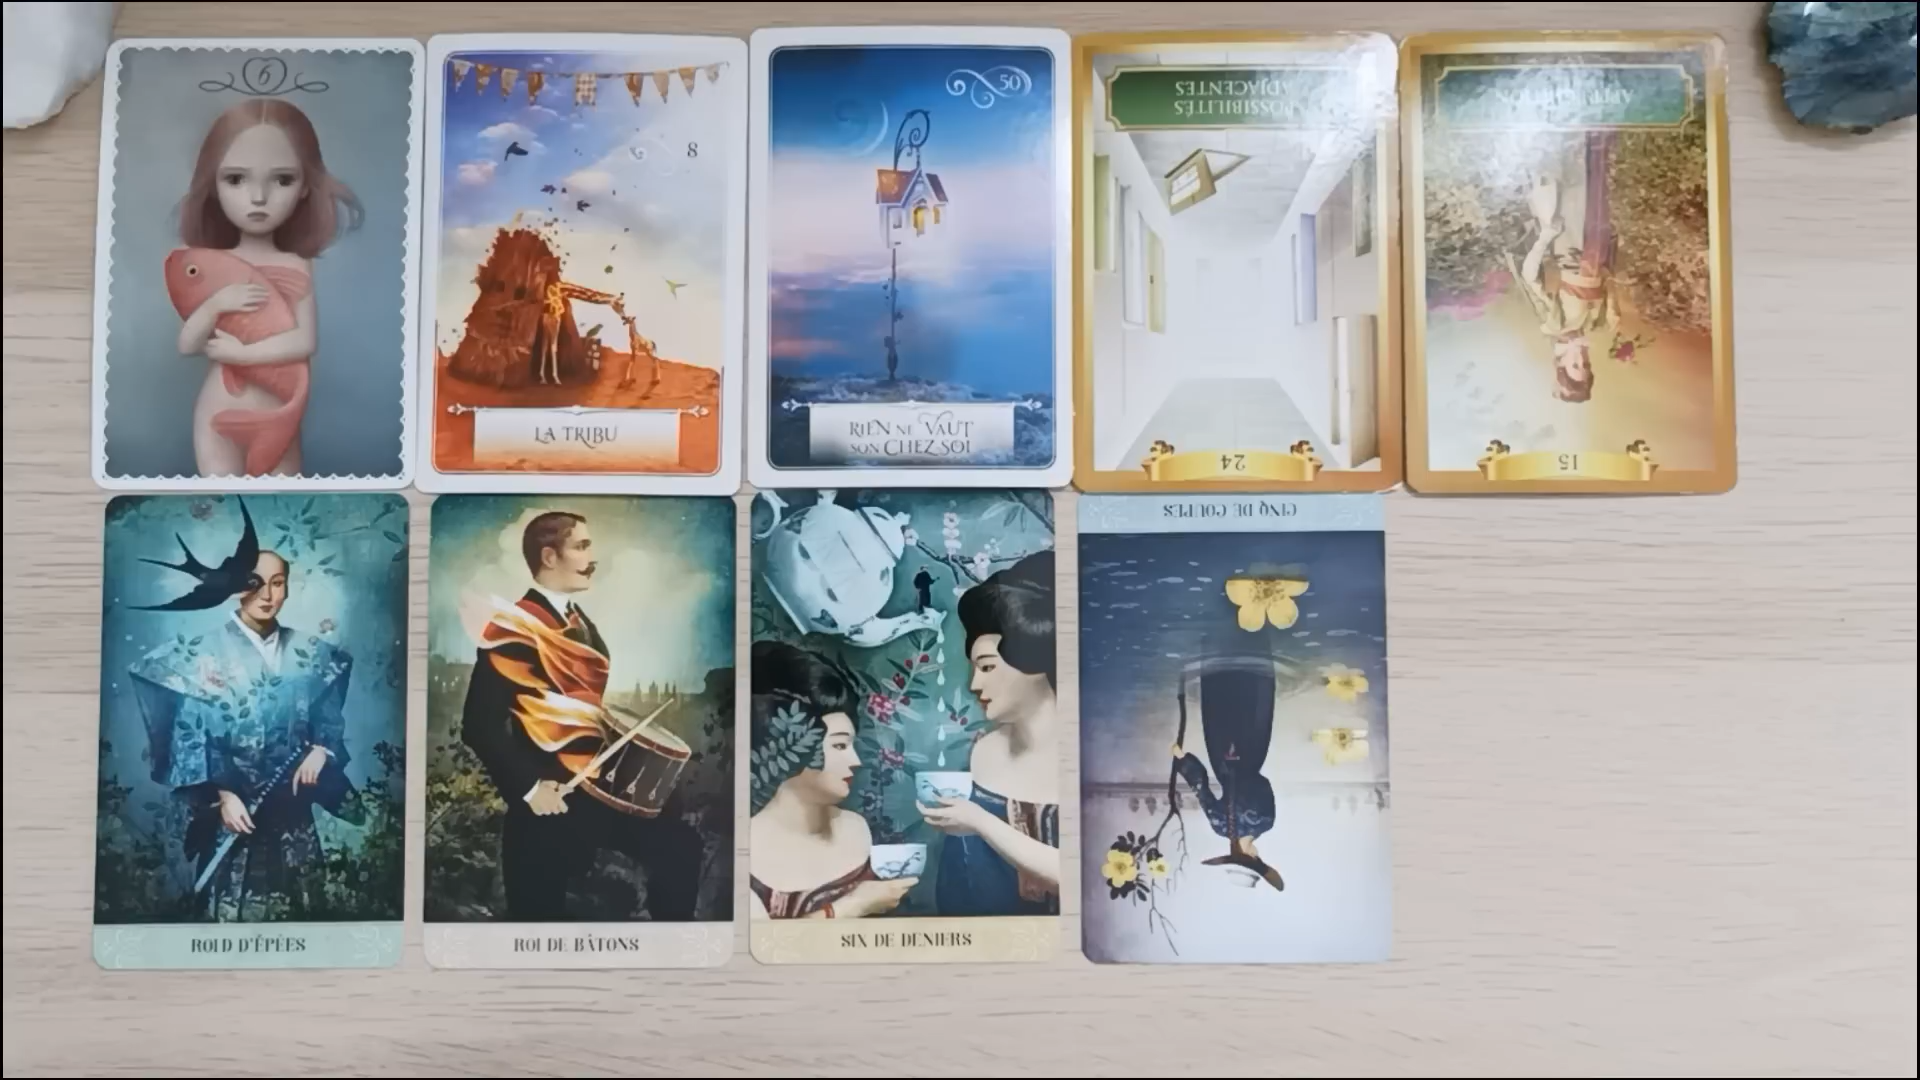 6
8
LA TRIBU
50
RIEN NE VAUT
SON CHEZ-SOI
POSSIBILITÉS
ADJACENTES
24
15
ROID D'ÉPÉES
ROI DE BÂTONS
SIX DE DENIERS
CINQ DE COUPES